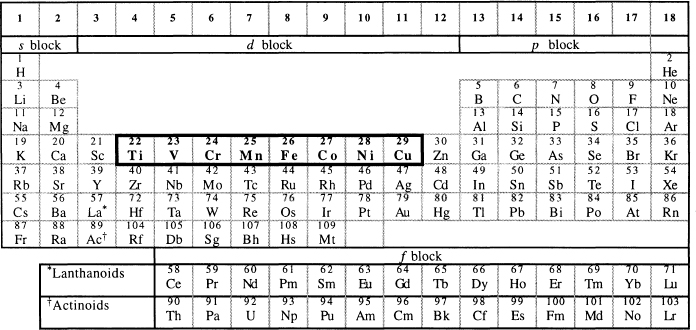 1 2 3 4 5 6 7 8 9 10 11 12 13 14 15 16 17 18
s block d block p block
1 2
H He
3 4 5 6 7 8 9 10
Li Be B C N O F Ne
11 12 13 14 15 16 17 18
Na Mg Al Si P S Cl Ar
19 20 21 22 23 24 25 26 27 28 29 30 31 32 33 34 35 36
K Ca Sc Ti V Cr Mn Fe Co Ni Cu Zn Ga Ge As Se Br Kr
37 38 39 40 41 42 43 44 45 46 47 48 49 50 51 52 53 54
Rb Sr Y Zr Nb Mo Tc Ru Rh Pd Ag Cd In Sn Sb Te I Xe
55 56 57 72 73 74 75 76 77 78 79 80 81 82 83 84 85 86
Cs Ba La* Hf Ta W Re Os Ir Pt Au Hg Tl Pb Bi Po At Rn
87 88 89 104 105 106 107 108 109
Fr Ra Ac† Rf Db Sg Bh Hs Mt
f block
*Lanthanoids 58 59 60 61 62 63 64 65 66 67 68 69 70 71
Ce Pr Nd Pm Sm Eu Gd Tb Dy Ho Er Tm Yb Lu
†Actinoids 90 91 92 93 94 95 96 97 98 99 100 101 102 103
Th Pa U Np Pu Am Cm Bk Cf Es Fm Md No Lr